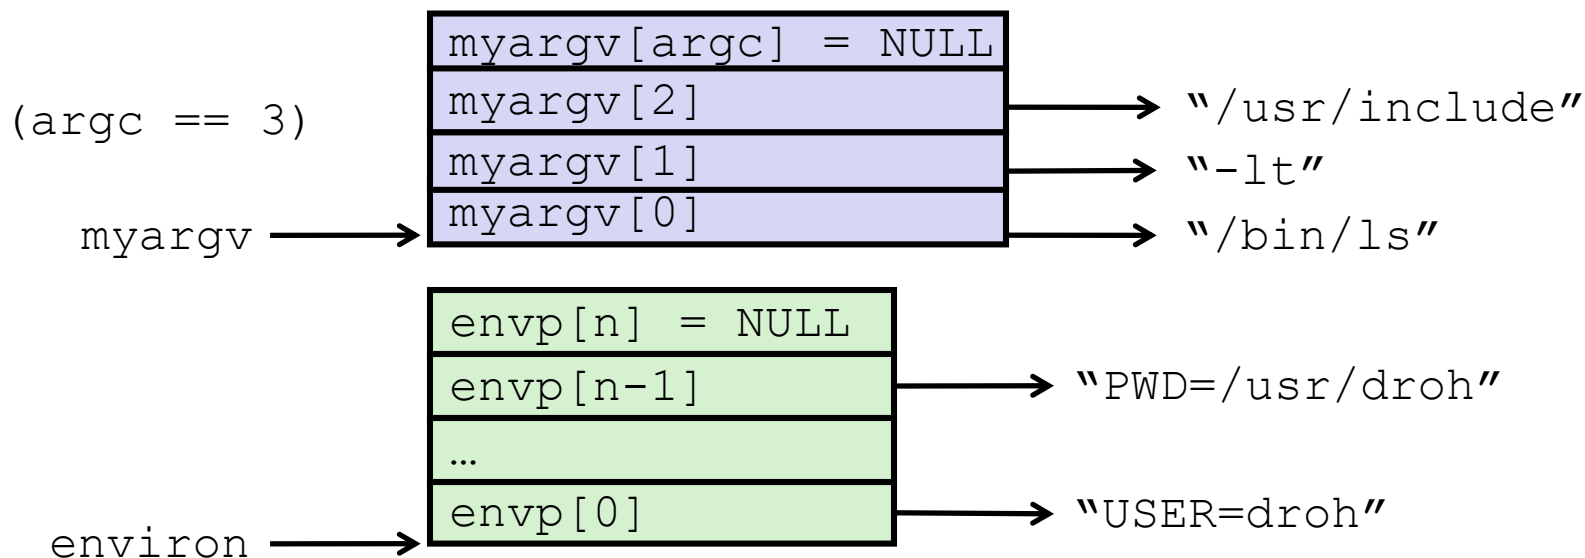 myargv[argc] = NULL
(argc == 3)
myargv[2]
“/usr/include”
myargv[1]
“-lt”
myargv[0]
myargv
“/bin/ls”
envp[n] = NULL
envp[n-1]
“PWD=/usr/droh”
…
envp[0]
“USER=droh”
environ